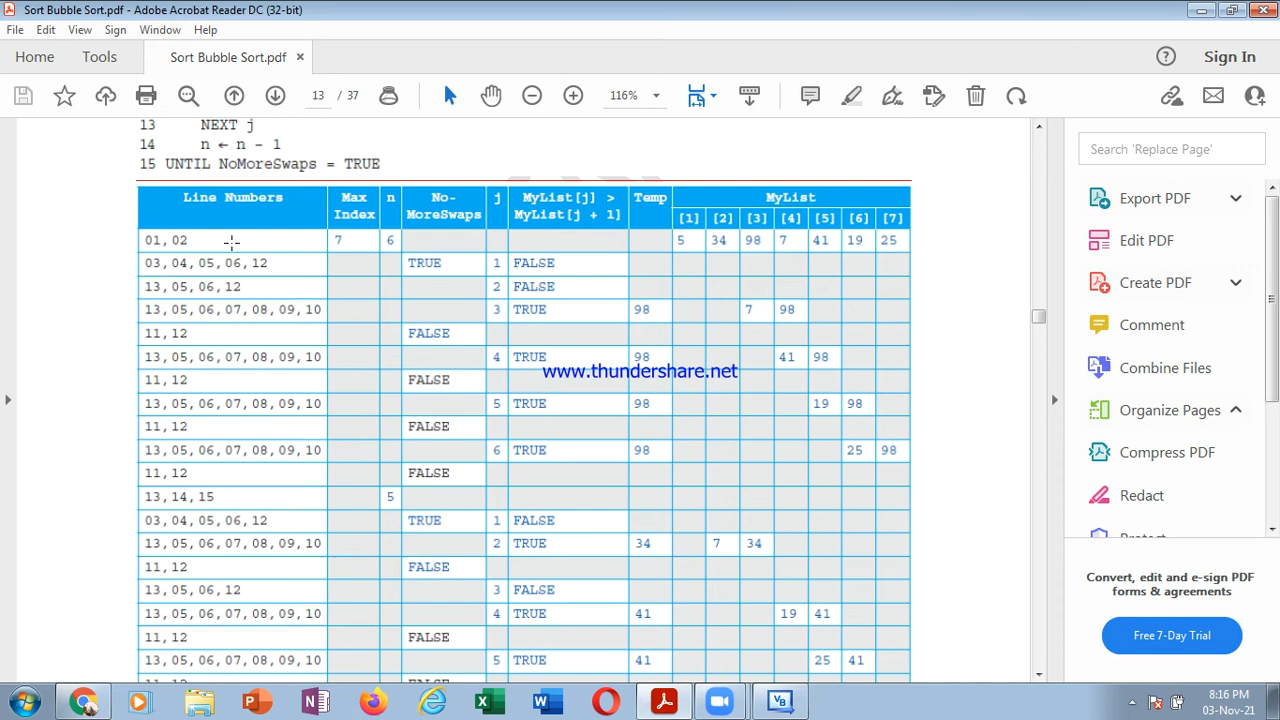 Sort Bubble Sort.pdf - Adobe Acrobat Reader DC (32-bit)
File Edit View Sign Window Help
Home Tools Sort Bubble Sort.pdf × ? Sign In
13 / 37 116%
13 NEXT j
14 n ← n - 1
15 UNTIL NoMoreSwaps = TRUE
Line Numbers Max Index n No-MoreSwaps j MyList[j] > MyList[j + 1] Temp MyList
[1] [2] [3] [4] [5] [6] [7]
01, 02 7 6 5 34 98 7 41 19 25
03, 04, 05, 06, 12 TRUE 1 FALSE
13, 05, 06, 12 2 FALSE
13, 05, 06, 07, 08, 09, 10 3 TRUE 98 7 98
11, 12 FALSE
13, 05, 06, 07, 08, 09, 10 4 TRUE 98 41 98
www.thundershare.net
11, 12 FALSE
13, 05, 06, 07, 08, 09, 10 5 TRUE 98 19 98
11, 12 FALSE
13, 05, 06, 07, 08, 09, 10 6 TRUE 98 25 98
11, 12 FALSE
13, 14, 15 5
03, 04, 05, 06, 12 TRUE 1 FALSE
13, 05, 06, 07, 08, 09, 10 2 TRUE 34 7 34
11, 12 FALSE
13, 05, 06, 12 3 FALSE
13, 05, 06, 07, 08, 09, 10 4 TRUE 41 19 41
11, 12 FALSE
13, 05, 06, 07, 08, 09, 10 5 TRUE 41 25 41
Search 'Replace Page'
Export PDF
Edit PDF
Create PDF
Comment
Combine Files
Organize Pages
Compress PDF
Redact
Convert, edit and e-sign PDF
forms & agreements
Free 7-Day Trial
8:16 PM
03-Nov-21